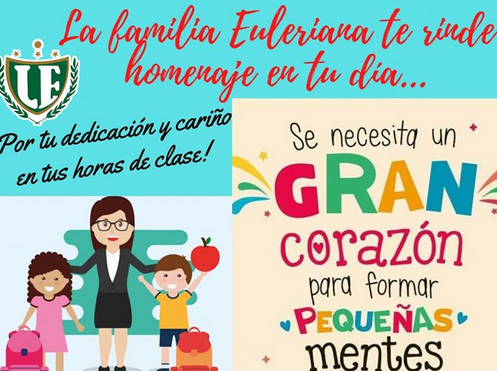 La familia Euleriana te rinde
homenaje en tu día...
LE
Por tu dedicación y cariño
en tus horas de clase!
Se necesita un
GRAN
corazón
para formar
PEQUEÑAS
mentes